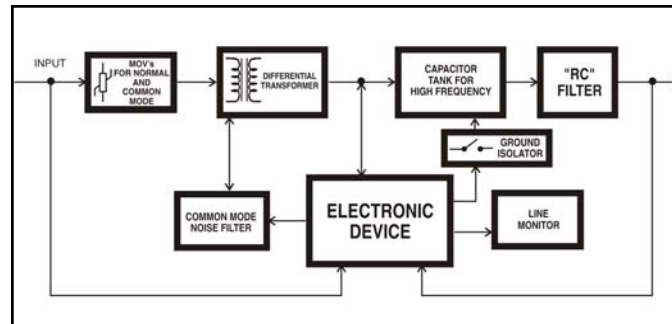 INPUT
MOV's
FOR NORMAL
AND
COMMON
MODE
DIFFERENTIAL
TRANSFORMER
CAPACITOR
TANK FOR
HIGH FREQUENCY
"RC"
FILTER
GROUND
ISOLATOR
COMMON MODE
NOISE FILTER
ELECTRONIC
DEVICE
LINE
MONITOR